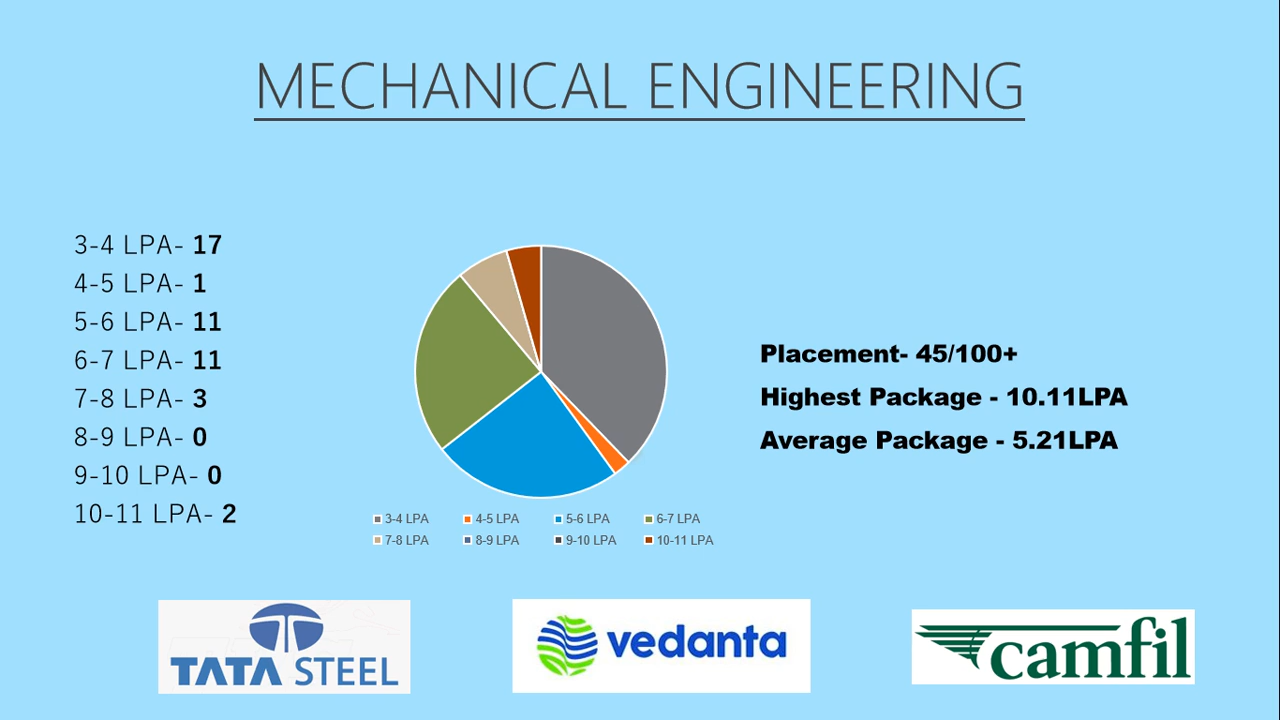 MECHANICAL ENGINEERING
3-4 LPA- 17
4-5 LPA- 1
5-6 LPA- 11
6-7 LPA- 11
7-8 LPA- 3
8-9 LPA- 0
9-10 LPA- 0
10-11 LPA- 2
3-4 LPA 4-5 LPA 5-6 LPA 6-7 LPA
7-8 LPA 8-9 LPA 9-10 LPA 10-11 LPA
Placement- 45/100+
Highest Package - 10.11LPA
Average Package - 5.21LPA
TATA STEEL
vedanta
camfil